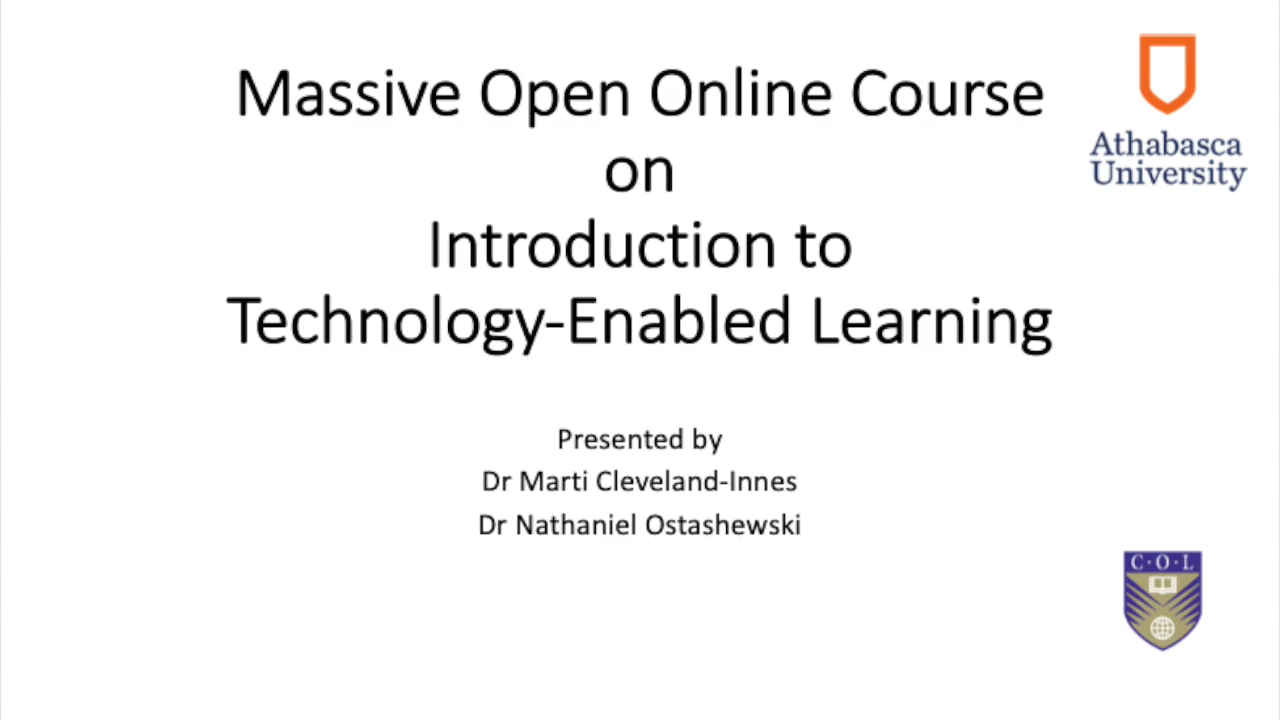 Massive Open Online Course
on
Introduction to
Technology-Enabled Learning
Athabasca
University
Presented by
Dr Marti Cleveland-Innes
Dr Nathaniel Ostashewski
C·O·L